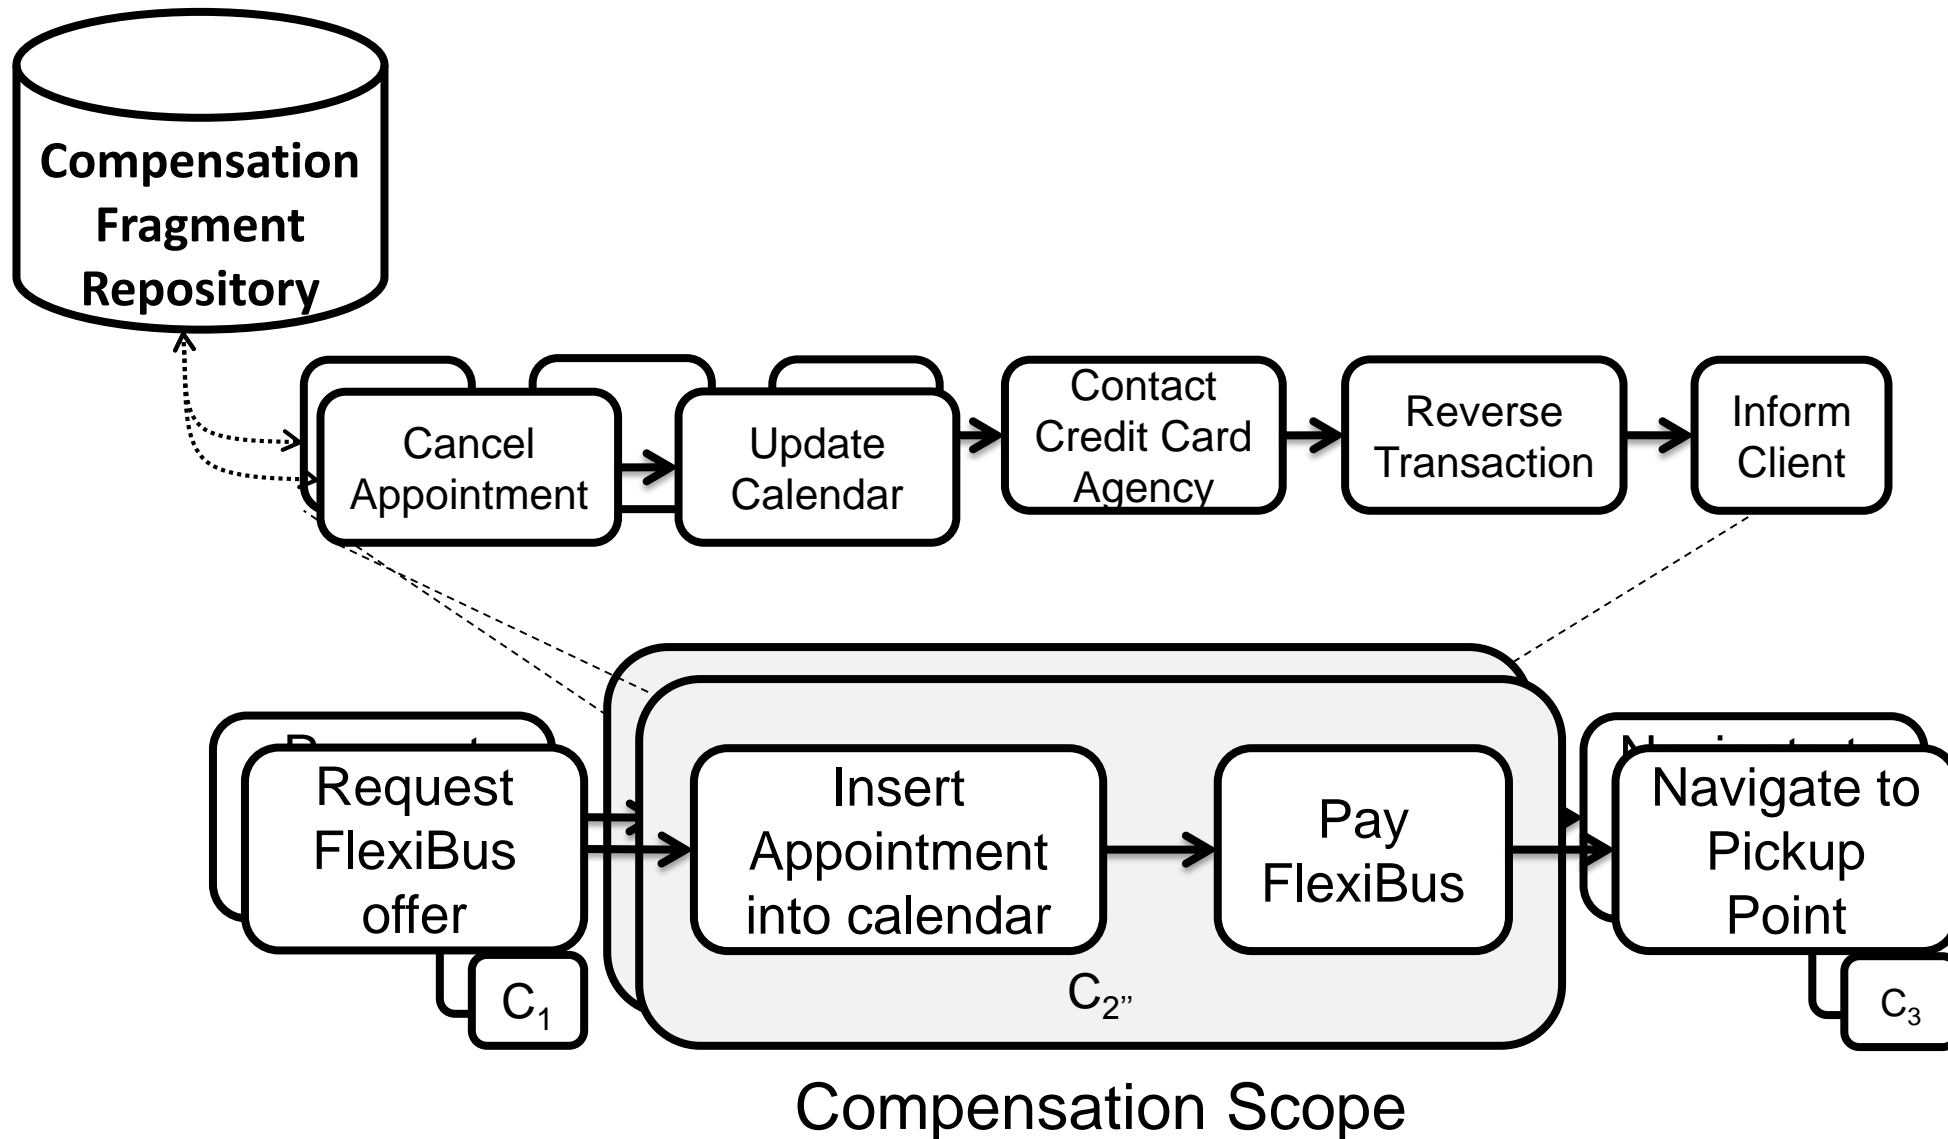 Compensation
Fragment
Repository
Cancel
Appointment
Update
Calendar
Contact
Credit Card
Agency
Reverse
Transaction
Inform
Client
Request
FlexiBus
offer
C1
Insert
Appointment
into calendar
Pay
FlexiBus
C2”
Navigate to
Pickup
Point
C3
Compensation Scope